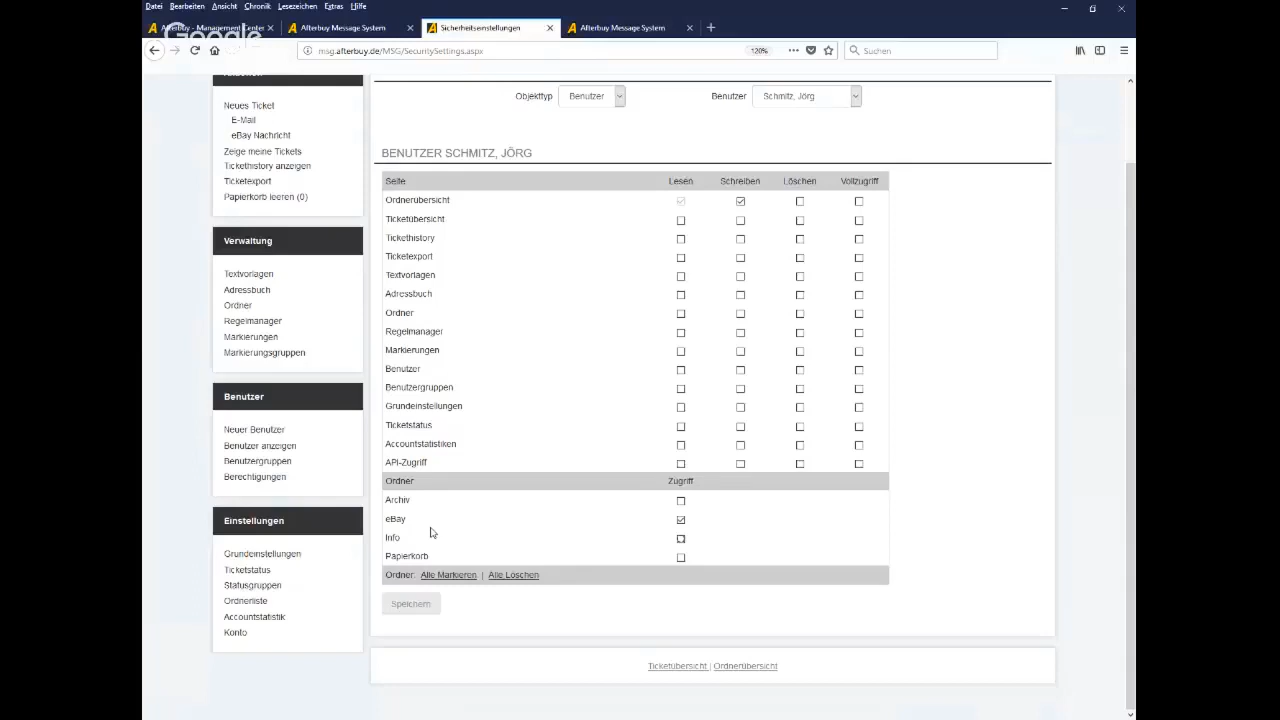 Datei Bearbeiten Ansicht Chronik Lesezeichen Extras Hilfe
Google
Afterbuy - Management Center
Afterbuy Message System
Sicherheitseinstellungen
Afterbuy Message System
msg.afterbuy.de/MSG/SecuritySettings.aspx
120%
Suchen
Neues Ticket
E-Mail
eBay Nachricht
Zeige meine Tickets
Tickethistory anzeigen
Ticketexport
Papierkorb leeren (0)
Verwaltung
Textvorlagen
Adressbuch
Ordner
Regelmanager
Markierungen
Markierungsgruppen
Benutzer
Neuer Benutzer
Benutzer anzeigen
Benutzergruppen
Berechtigungen
Einstellungen
Grundeinstellungen
Ticketstatus
Statusgruppen
Ordnerliste
Accountstatistik
Konto
Objekttyp Benutzer Benutzer Schmitz, Jörg
BENUTZER SCHMITZ, JÖRG
Seite Lesen Schreiben Löschen Vollzugriff
Ordnerübersicht
Ticketübersicht
Tickethistory
Ticketexport
Textvorlagen
Adressbuch
Ordner
Regelmanager
Markierungen
Benutzer
Benutzergruppen
Grundeinstellungen
Ticketstatus
Accountstatistiken
API-Zugriff
Ordner Zugriff
Archiv
eBay
Info
Papierkorb
Ordner: Alle Markieren | Alle Löschen
Speichern
Ticketübersicht | Ordnerübersicht